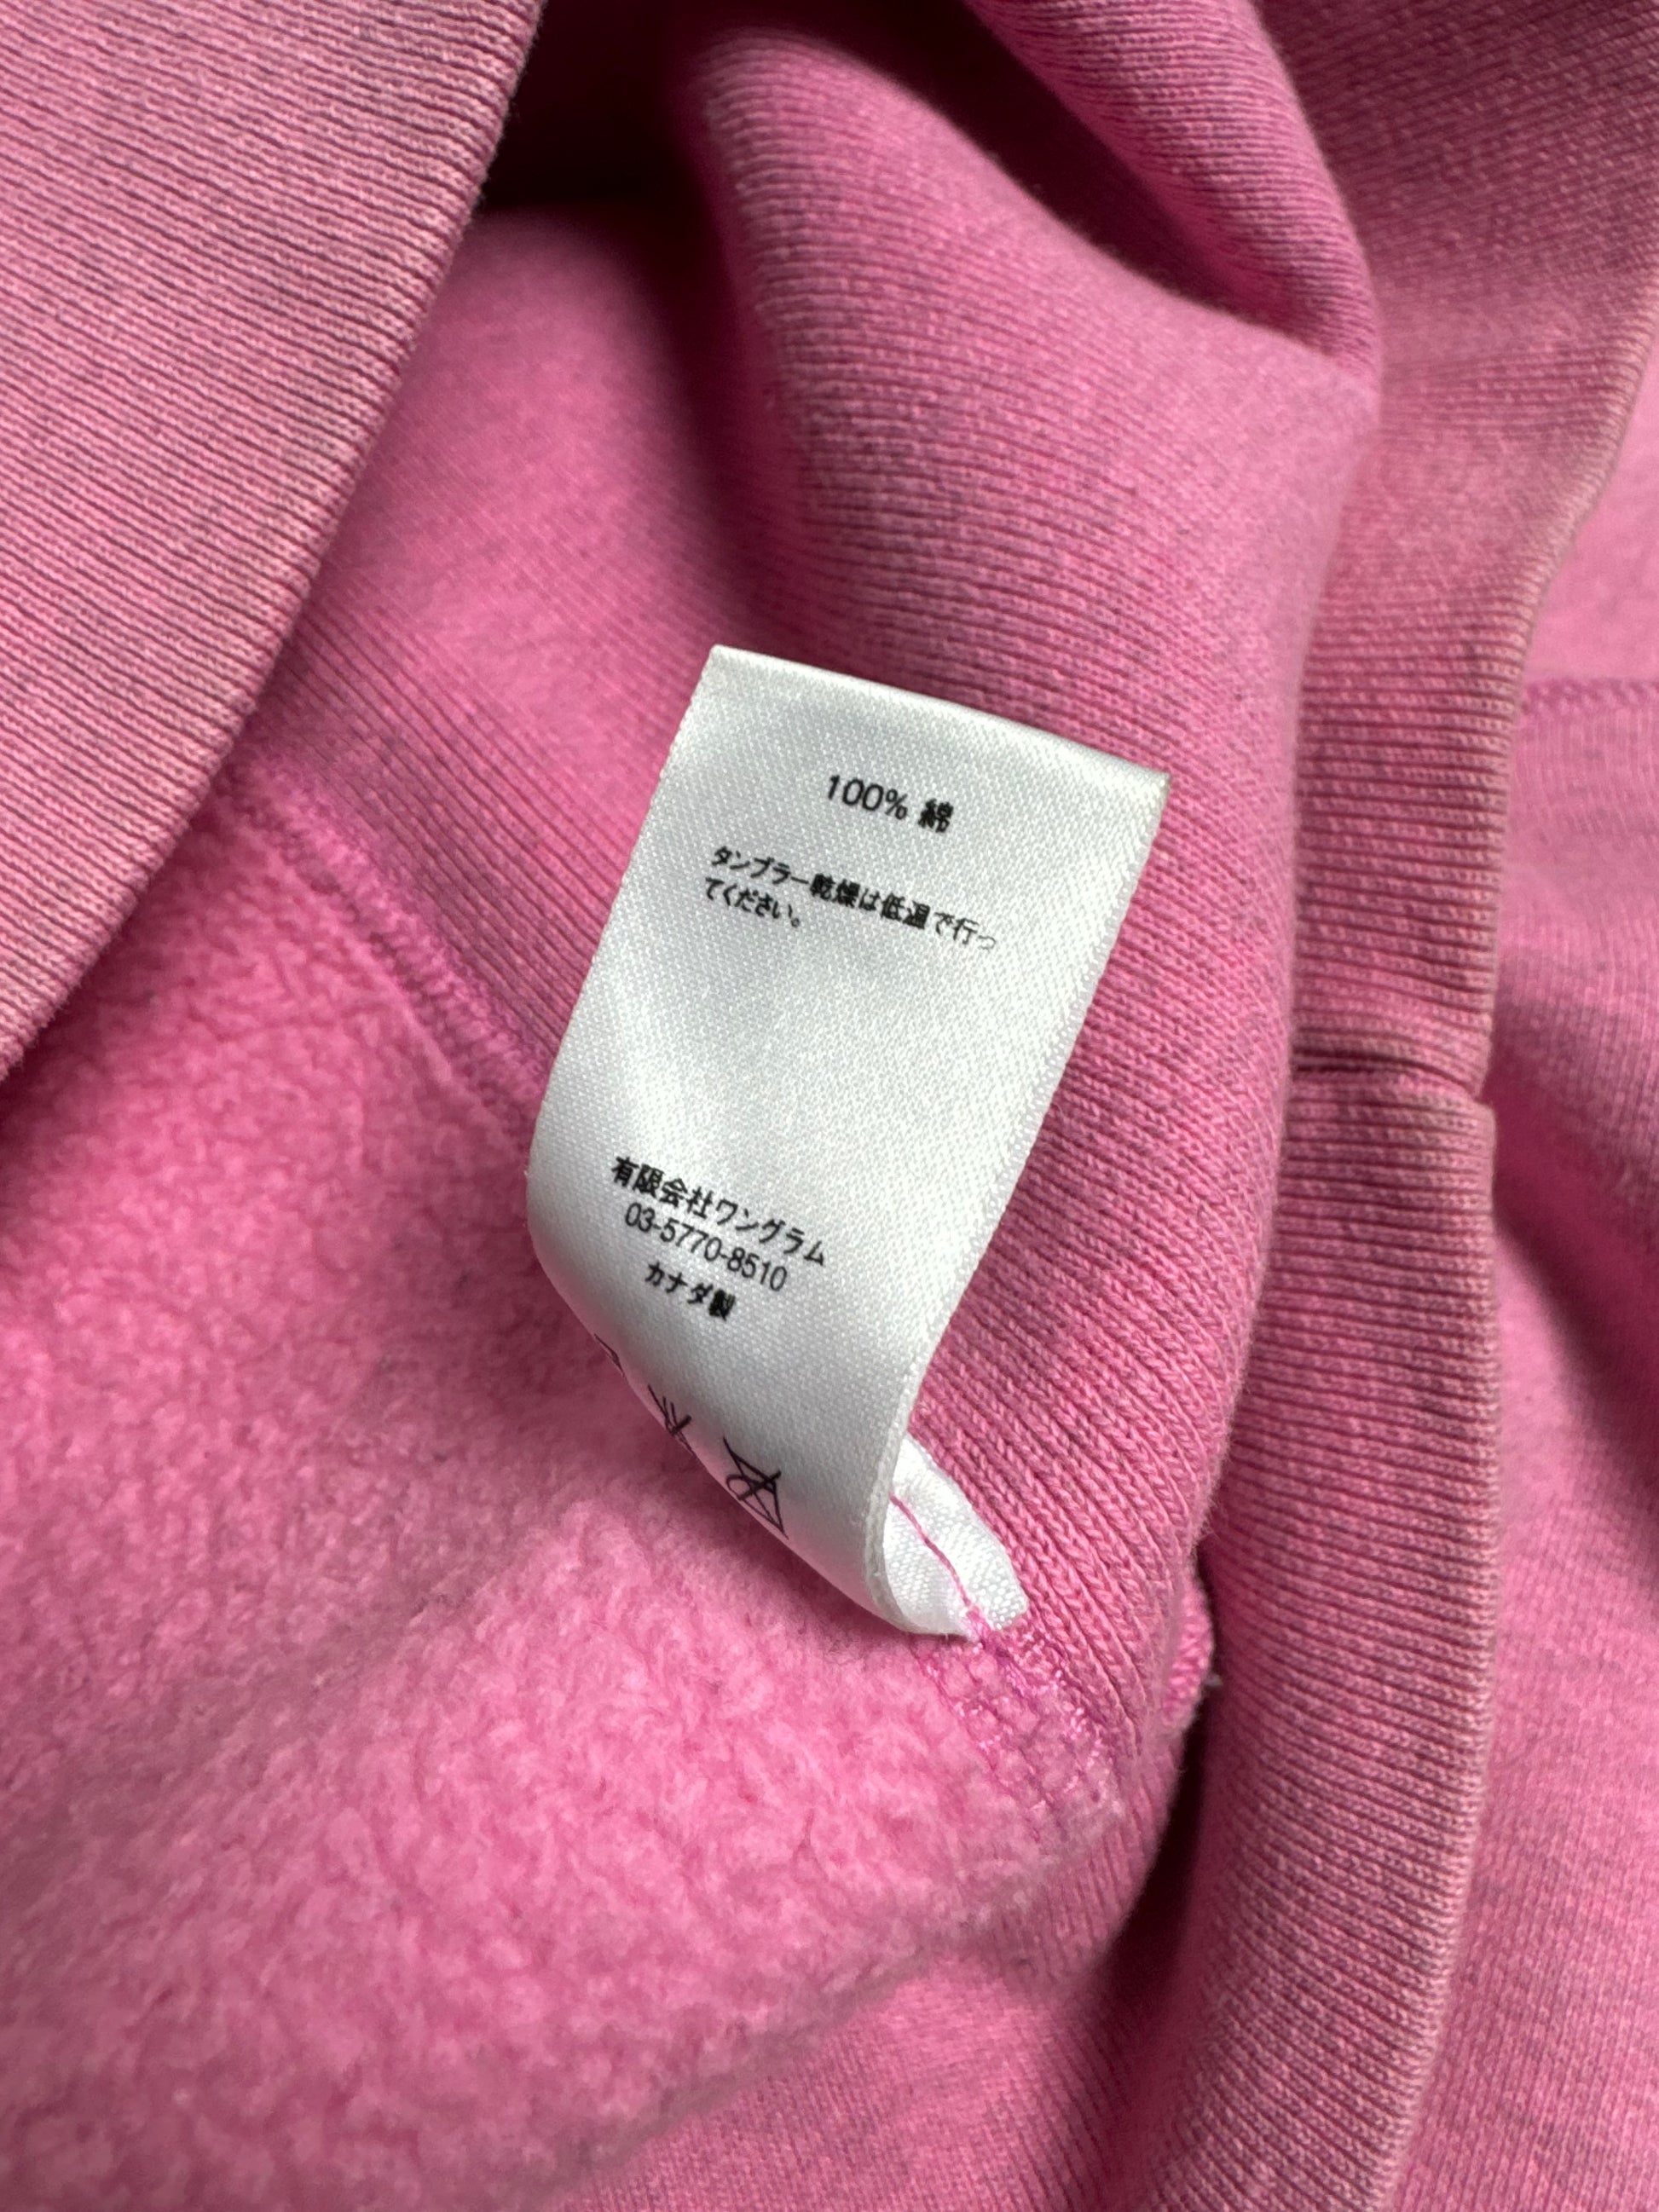 100% 綿
タンブラー乾燥は低温で行っ
てください。
有限会社ワングラム
03-5770-8510
カナダ製